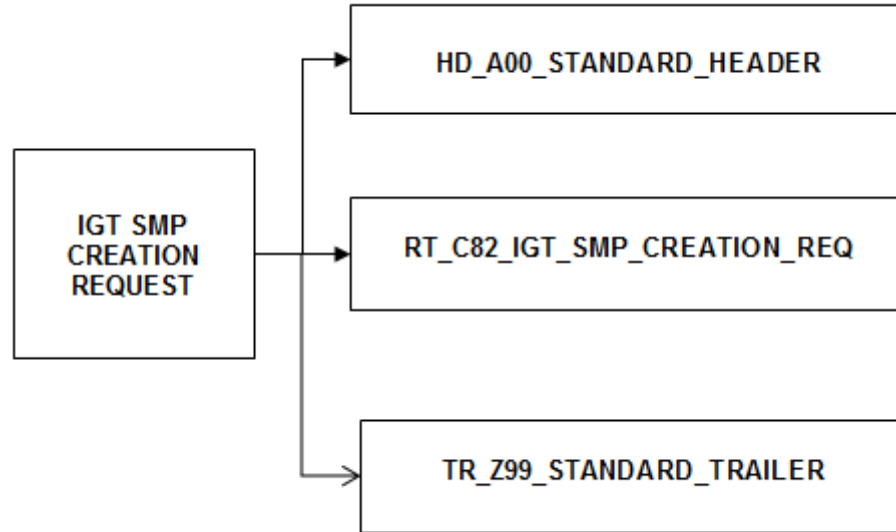 HD_A00_STANDARD_HEADER
IGT SMP
CREATION
REQUEST
RT_C82_IGT_SMP_CREATION_REQ
TR_Z99_STANDARD_TRAILER